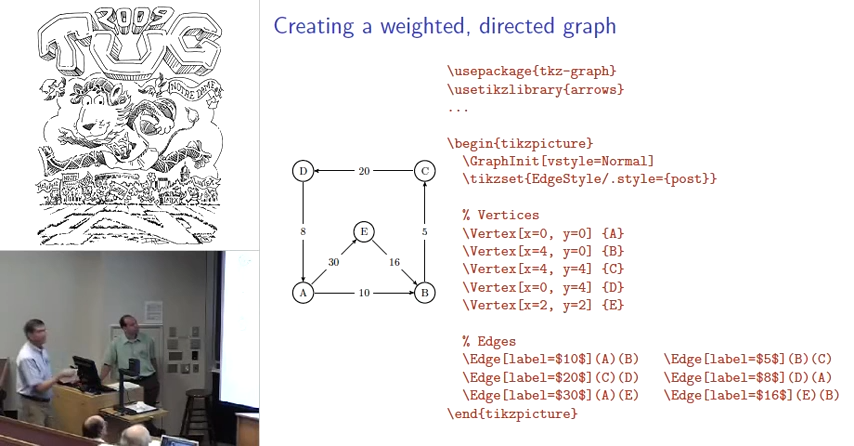 2009
TUG
NOTRE DAME
Creating a weighted, directed graph
\usepackage{tkz-graph}
\usetikzlibrary{arrows}
...
\begin{tikzpicture}
\GraphInit[vstyle=Normal]
\tikzset{EdgeStyle/.style={post}}
% Vertices
\Vertex[x=0, y=0] {A}
\Vertex[x=4, y=0] {B}
\Vertex[x=4, y=4] {C}
\Vertex[x=0, y=4] {D}
\Vertex[x=2, y=2] {E}
% Edges
\Edge[label=$10$](A)(B) \Edge[label=$5$](B)(C)
\Edge[label=$20$](C)(D) \Edge[label=$8$](D)(A)
\Edge[label=$30$](A)(E) \Edge[label=$16$](E)(B)
\end{tikzpicture}
D 20 C
8 E 5
30 16
A 10 B